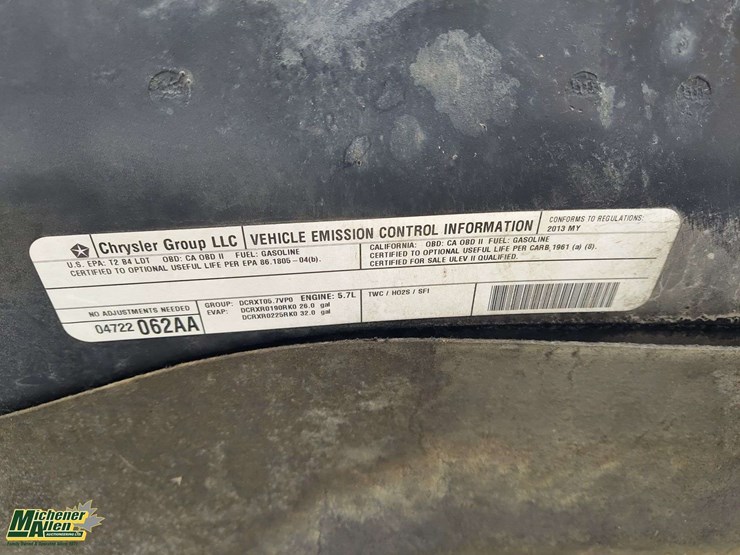 Chrysler Group LLC
VEHICLE EMISSION CONTROL INFORMATION
CONFORMS TO REGULATIONS:
2013 MY
U.S. EPA: T2 B4 LDT OBD: CA OBD II FUEL: GASOLINE
CERTIFIED TO OPTIONAL USEFUL LIFE PER EPA 86.1805-04(b).
CALIFORNIA: OBD: CA OBD II FUEL: GASOLINE
CERTIFIED TO OPTIONAL USEFUL LIFE PER CARB 1961 (a) (8).
CERTIFIED FOR SALE ULEV II QUALIFIED.
NO ADJUSTMENTS NEEDED
04722 062AA
GROUP: DCRXT05.7VP0 ENGINE: 5.7L
EVAP: DCRXR0190RK0 26.0 gal
DCRXR0225RK0 32.0 gal
TWC / HO2S / SFI
Michener
Allen
AUCTIONEERING LTD.